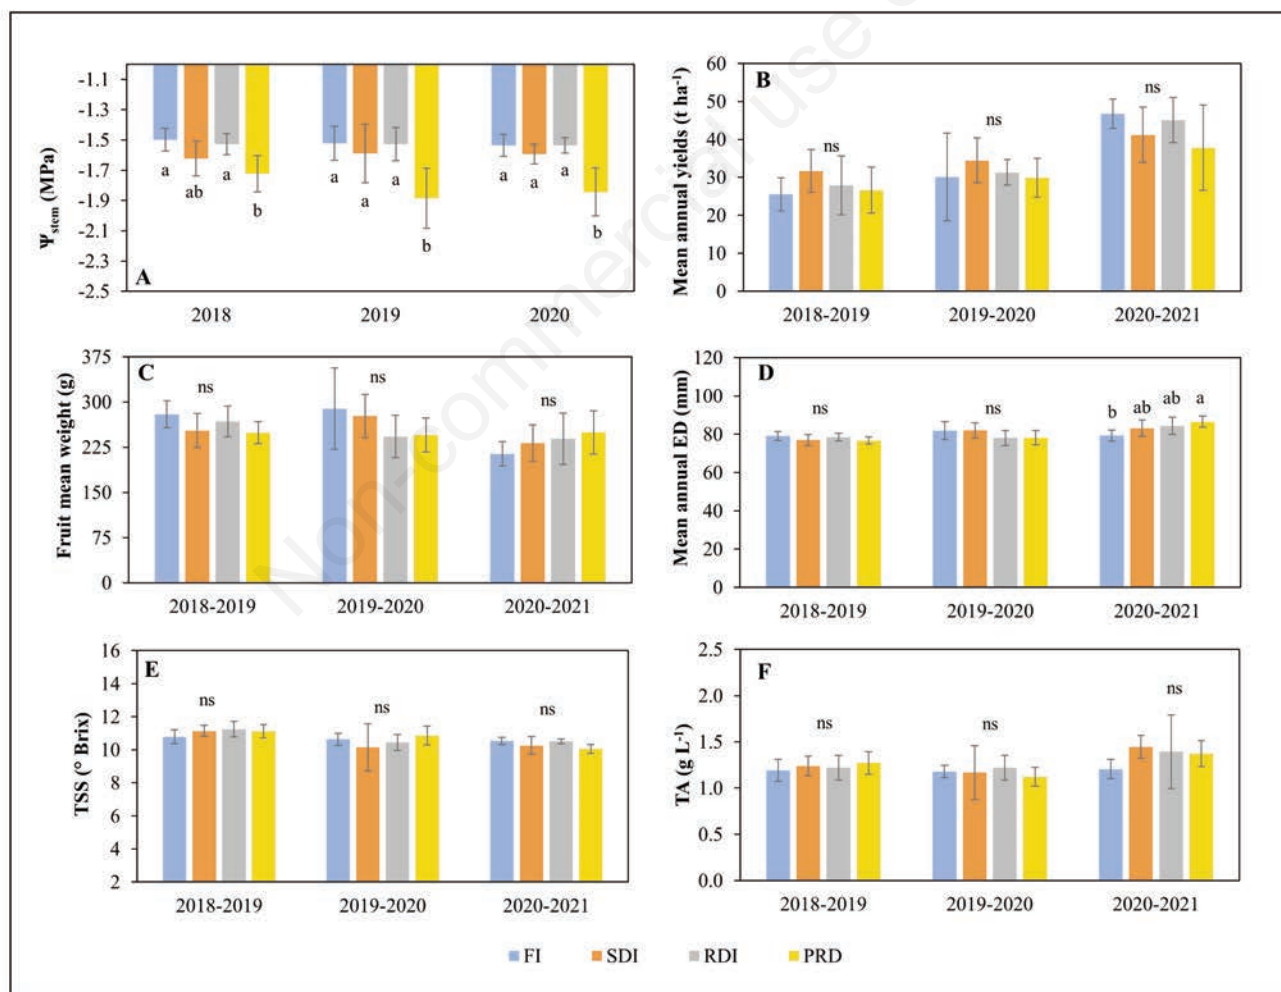 -1.1
-1.3
-1.5
-1.7
-1.9
-2.1
-2.3
-2.5
Ψstem (MPa)
a ab a b
a a a b
a a a b
A
2018 2019 2020
60
50
40
30
20
10
0
Mean annual yields (t ha⁻¹)
B
ns ns ns
2018-2019 2019-2020 2020-2021
375
300
225
150
75
0
Fruit mean weight (g)
C
ns ns ns
2018-2019 2019-2020 2020-2021
120
100
80
60
40
20
0
Mean annual ED (mm)
D
ns ns b ab ab a
2018-2019 2019-2020 2020-2021
16
14
12
10
8
6
4
2
TSS (° Brix)
E
ns ns ns
2018-2019 2019-2020 2020-2021
2.5
2.0
1.5
1.0
0.5
0.0
TA (g L⁻¹)
F
ns ns ns
2018-2019 2019-2020 2020-2021
FI SDI RDI PRD
Non-commercial use